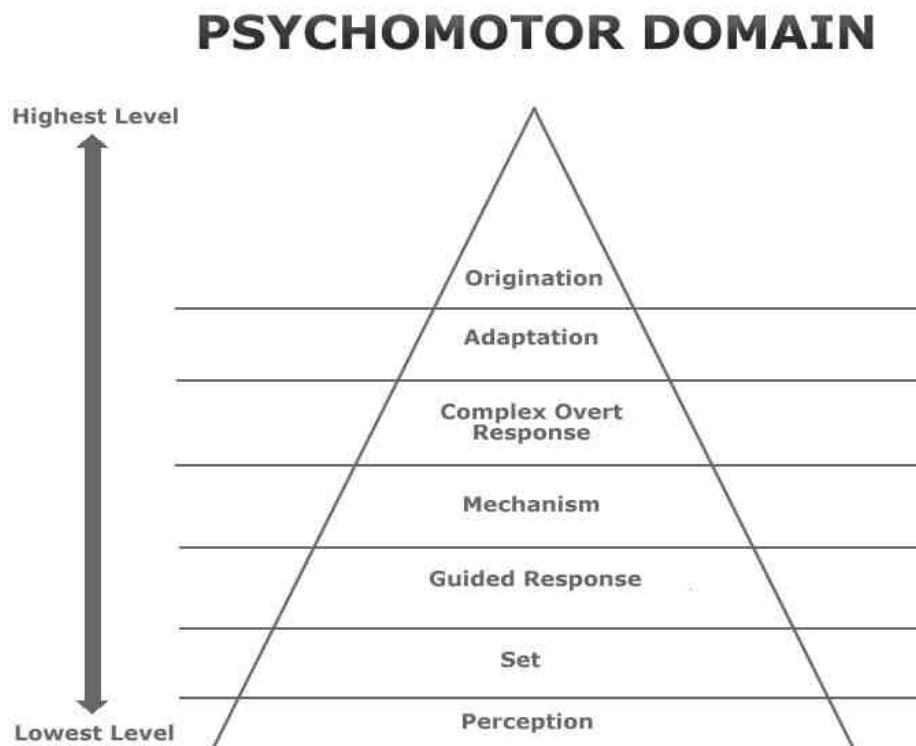 PSYCHOMOTOR DOMAIN
Highest Level
Origination
Adaptation
Complex Overt
Response
Mechanism
Guided Response
Set
Perception
Lowest Level